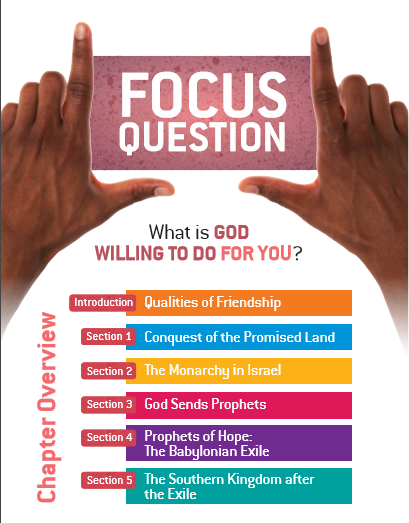 FOCUS
QUESTION
What is GOD
WILLING TO DO FOR YOU?
Chapter Overview
Introduction Qualities of Friendship
Section 1 Conquest of the Promised Land
Section 2 The Monarchy in Israel
Section 3 God Sends Prophets
Section 4 Prophets of Hope:
The Babylonian Exile
Section 5 The Southern Kingdom after
the Exile